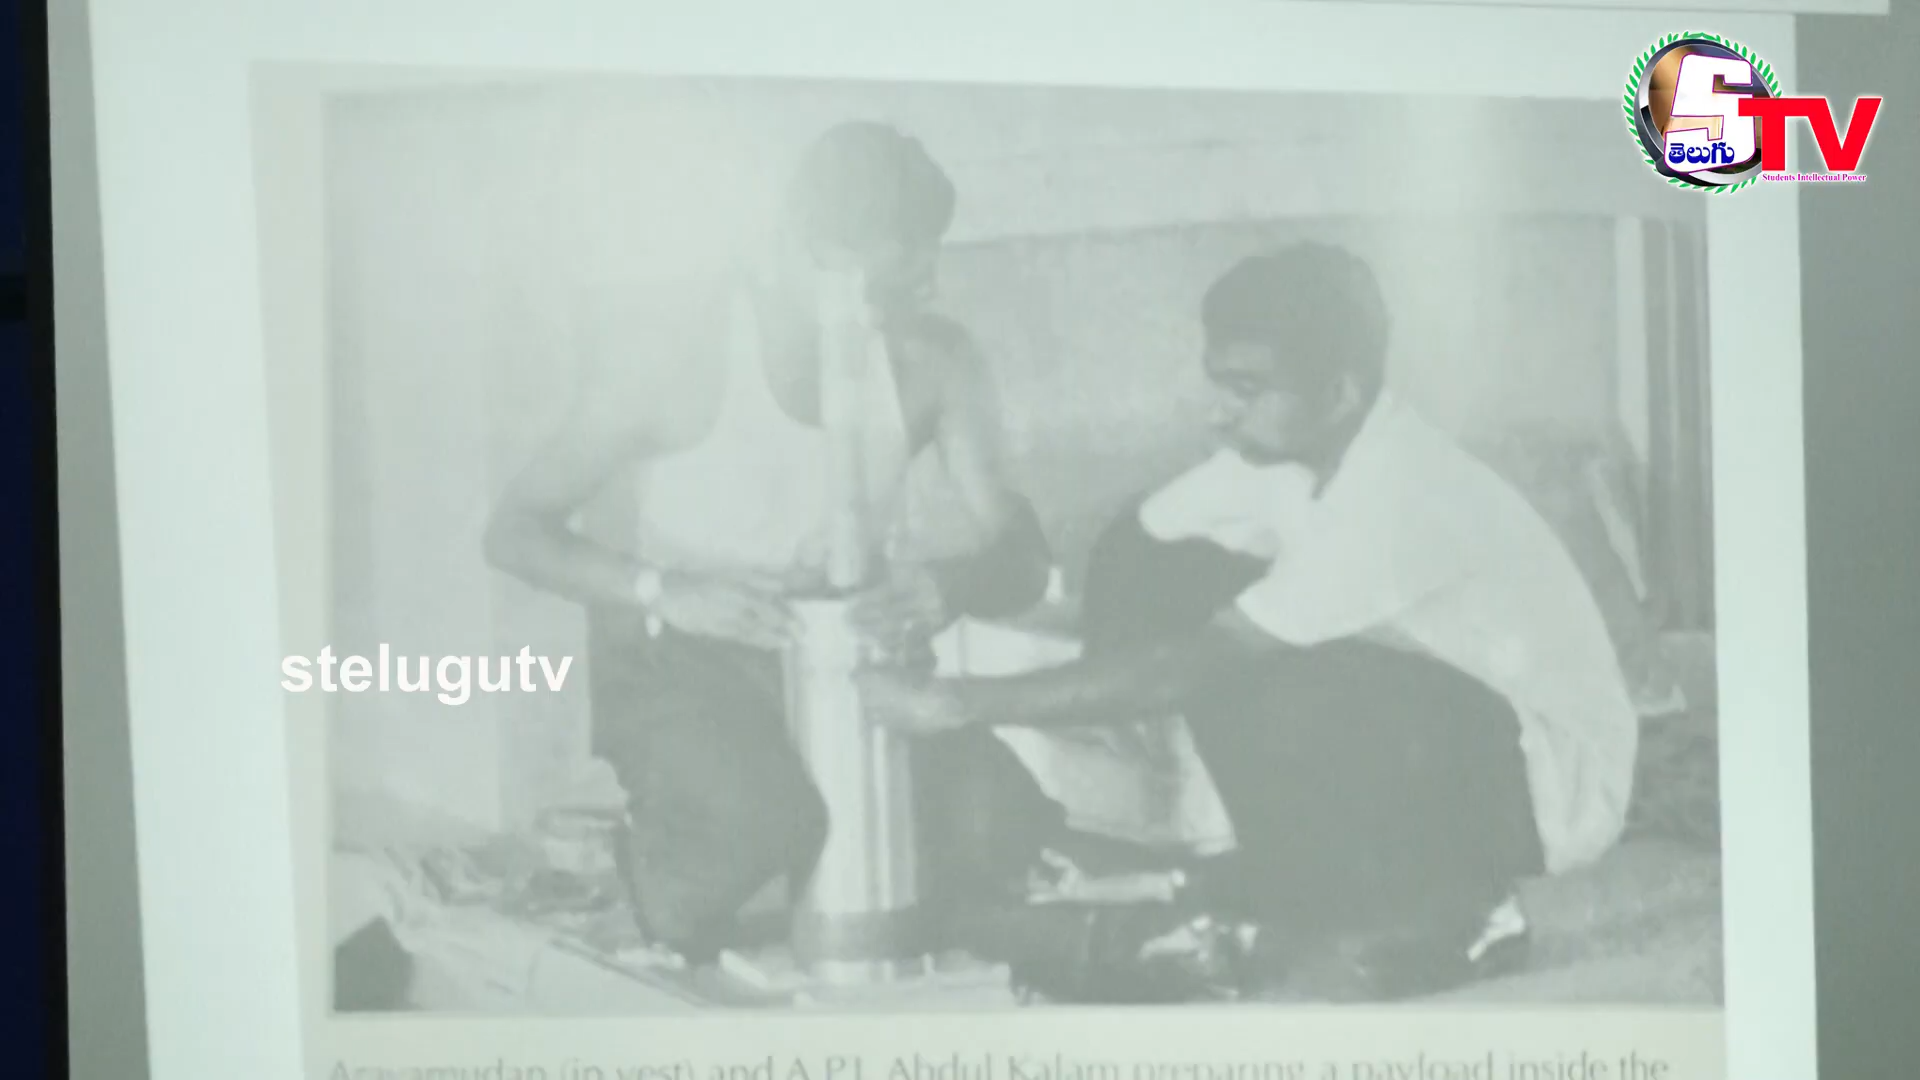 S TV
తెలుగు
Students Intellectual Power
stelugutv
Aravamudan (in vest) and A.P.J. Abdul Kalam preparing a payload inside the